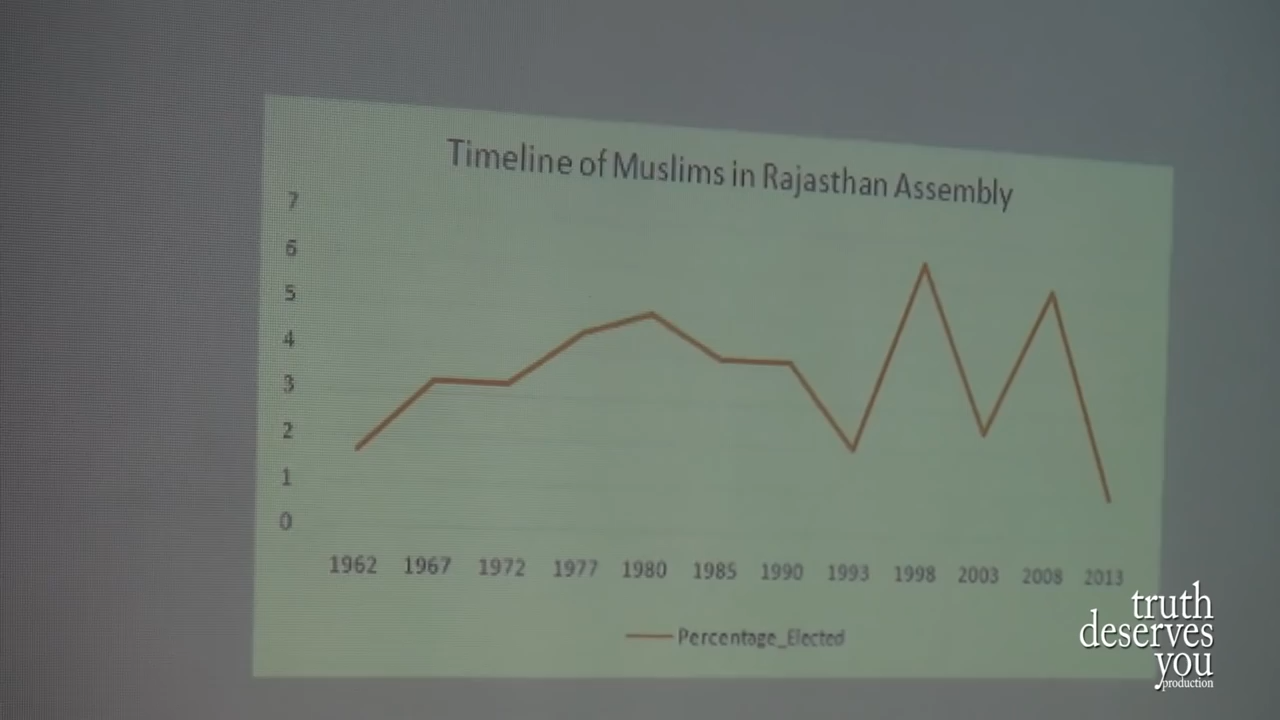 Timeline of Muslims in Rajasthan Assembly
7
6
5
4
3
2
1
0
1962 1967 1972 1977 1980 1985 1990 1993 1998 2003 2008 2013
Percentage_Elected
truth
deserves
you
production